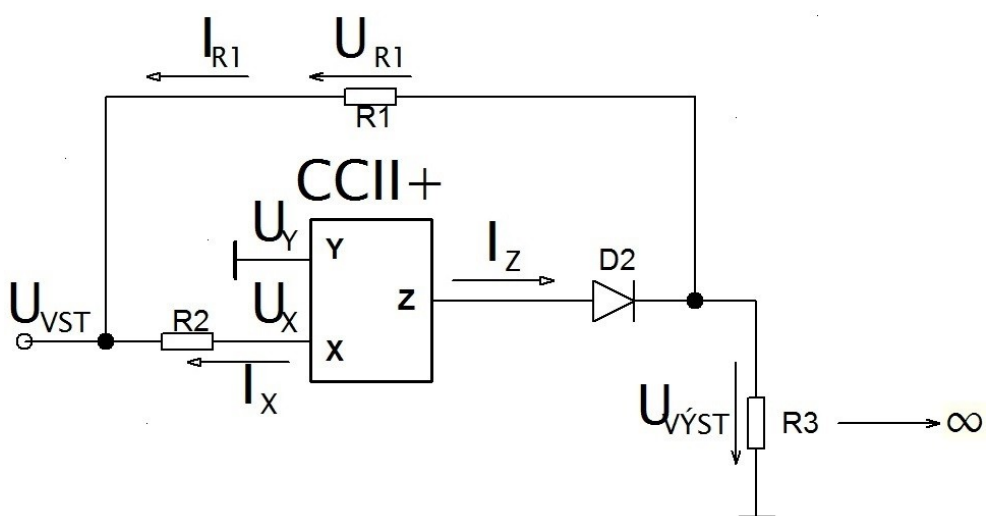 I_R1
U_R1
R1
CCII+
U_Y
Y
I_Z
D2
U_VST
R2
U_X
Z
X
I_X
U_VÝST
R3
∞